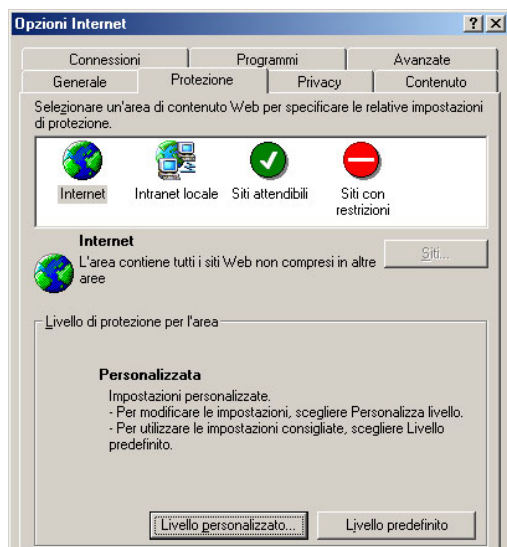 Opzioni Internet
Connessioni Programmi Avanzate
Generale Protezione Privacy Contenuto
Selezionare un'area di contenuto Web per specificare le relative impostazioni
di protezione.
Internet Intranet locale Siti attendibili Siti con
restrizioni
Internet
L'area contiene tutti i siti Web non compresi in altre
aree
Siti...
Livello di protezione per l'area
Personalizzata
Impostazioni personalizzate.
- Per modificare le impostazioni, scegliere Personalizza livello.
- Per utilizzare le impostazioni consigliate, scegliere Livello
predefinito.
Livello personalizzato... Livello predefinito